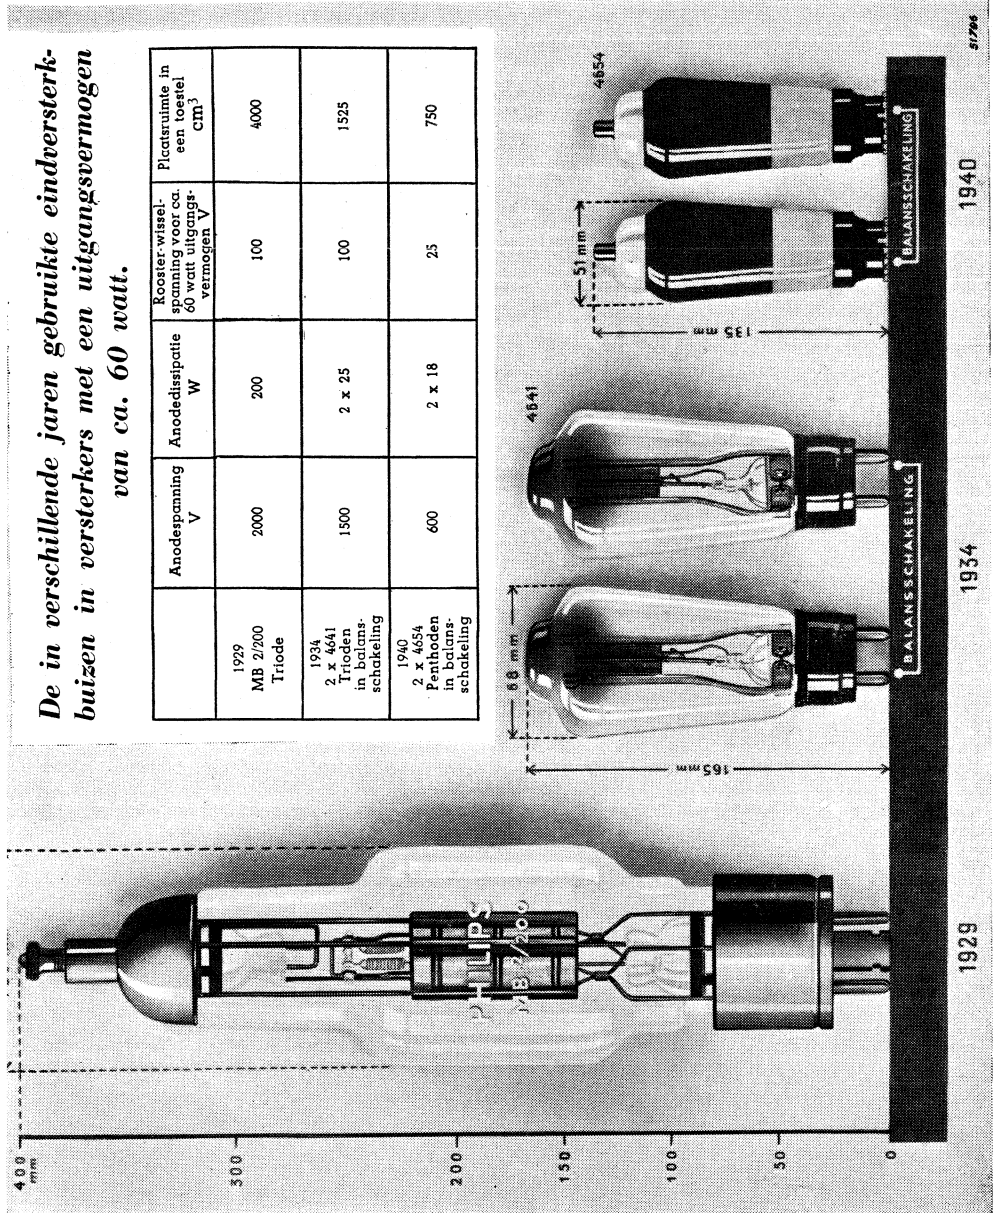 De in verschillende jaren gebruikte eindversterk-
buizen in versterkers met een uitgangsvermogen
van ca. 60 watt.
Anodespanning
V
Anodedissipatie
W
Rooster-wissel-
spanning voor ca.
60 watt uitgangs-
vermogen V
Plaatsruimte in
een toestel
cm³
1929
MB 2/200
Triode
2000
200
100
4000
1934
2 x 4641
Trioden
in balans-
schakeling
1500
2 x 25
100
1525
1940
2 x 4654
Penthoden
in balans-
schakeling
600
2 x 18
25
750
400
mm
300
200
150
100
50
0
PHILIPS
MB 2/200
165 mm
68 mm
4641
135 mm
51 mm
4654
BALANSSCHAKELING
BALANSSCHAKELING
1929
1934
1940
51796